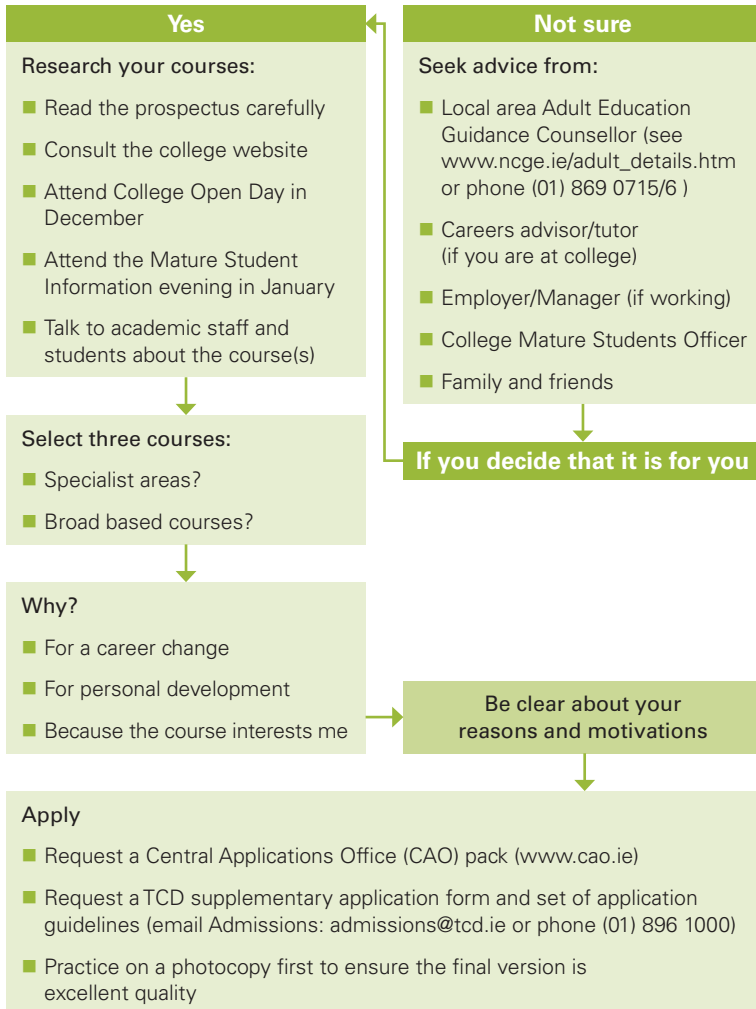 Yes
Research your courses:
Read the prospectus carefully
Consult the college website
Attend College Open Day in
December
Attend the Mature Student
Information evening in January
Talk to academic staff and
students about the course(s)
Not sure
Seek advice from:
Local area Adult Education
Guidance Counsellor (see
www.ncge.ie/adult_details.htm
or phone (01) 869 0715/6 )
Careers advisor/tutor
(if you are at college)
Employer/Manager (if working)
College Mature Students Officer
Family and friends
If you decide that it is for you
Select three courses:
Specialist areas?
Broad based courses?
Why?
For a career change
For personal development
Because the course interests me
Be clear about your
reasons and motivations
Apply
Request a Central Applications Office (CAO) pack (www.cao.ie)
Request a TCD supplementary application form and set of application
guidelines (email Admissions: admissions@tcd.ie or phone (01) 896 1000)
Practice on a photocopy first to ensure the final version is
excellent quality